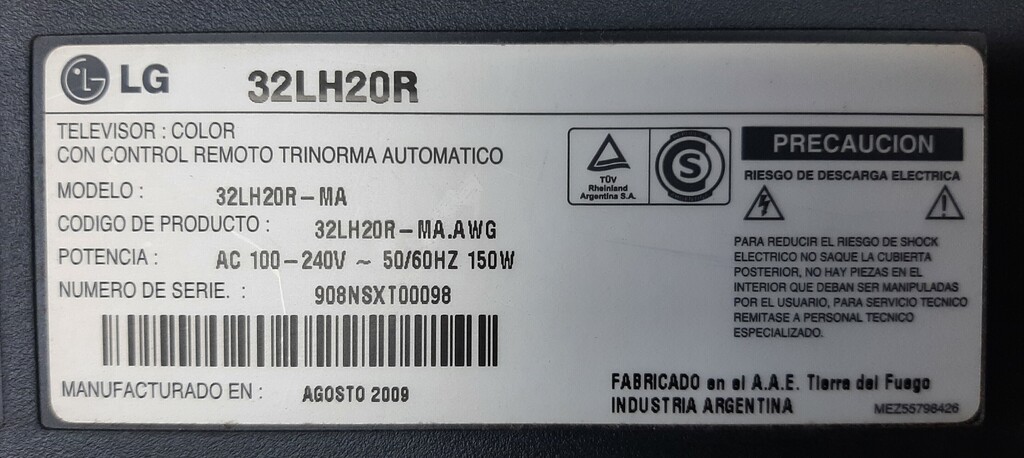 LG 32LH20R
TELEVISOR : COLOR
CON CONTROL REMOTO TRINORMA AUTOMATICO
MODELO : 32LH20R-MA
CODIGO DE PRODUCTO : 32LH20R-MA.AWG
POTENCIA : AC 100-240V ~ 50/60HZ 150W
NUMERO DE SERIE. : 908NSXT00098
MANUFACTURADO EN : AGOSTO 2009
TÜV
Rheinland
Argentina S.A.
S
PRECAUCION
RIESGO DE DESCARGA ELECTRICA
PARA REDUCIR EL RIESGO DE SHOCK
ELECTRICO NO SAQUE LA CUBIERTA
POSTERIOR, NO HAY PIEZAS EN EL
INTERIOR QUE DEBAN SER MANIPULADAS
POR EL USUARIO, PARA SERVICIO TECNICO
REMITASE A PERSONAL TECNICO
ESPECIALIZADO.
FABRICADO en el A.A.E. Tierra del Fuego
INDUSTRIA ARGENTINA
MEZ55798426